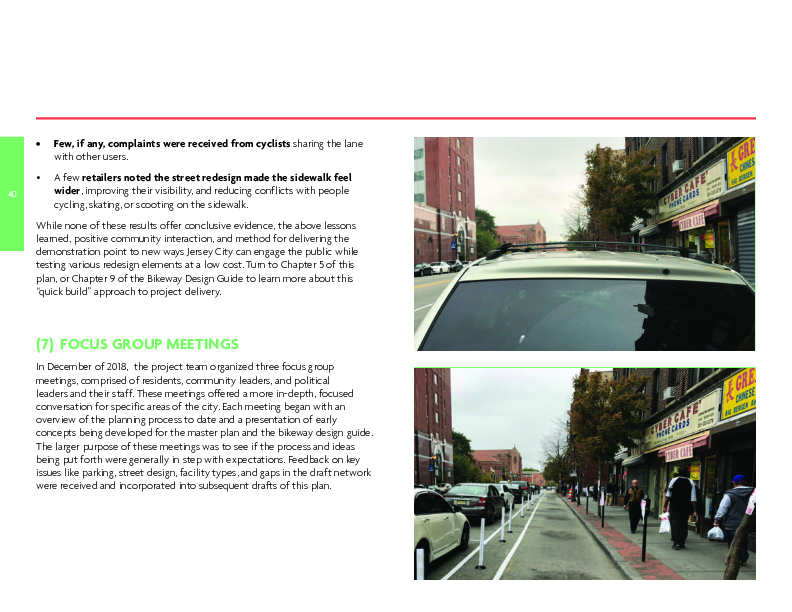 40
• Few, if any, complaints were received from cyclists sharing the lane
with other users.
• A few retailers noted the street redesign made the sidewalk feel
wider, improving their visibility, and reducing conflicts with people
cycling, skating, or scooting on the sidewalk.
While none of these results offer conclusive evidence, the above lessons
learned, positive community interaction, and method for delivering the
demonstration point to new ways Jersey City can engage the public while
testing various redesign elements at a low cost. Turn to Chapter 5 of this
plan, or Chapter 9 of the Bikeway Design Guide to learn more about this
“quick build” approach to project delivery.
(7) FOCUS GROUP MEETINGS
In December of 2018, the project team organized three focus group
meetings, comprised of residents, community leaders, and political
leaders and their staff. These meetings offered a more in-depth, focused
conversation for specific areas of the city. Each meeting began with an
overview of the planning process to date and a presentation of early
concepts being developed for the master plan and the bikeway design guide.
The larger purpose of these meetings was to see if the process and ideas
being put forth were generally in step with expectations. Feedback on key
issues like parking, street design, facility types, and gaps in the draft network
were received and incorporated into subsequent drafts of this plan.
GRE
CHINESE
CYBER CAFE'
PHONE CARDS
CYBER CAFE
GRE
CHINESE
CYBER CAFE'
PHONE CARDS
CYBER CAFE